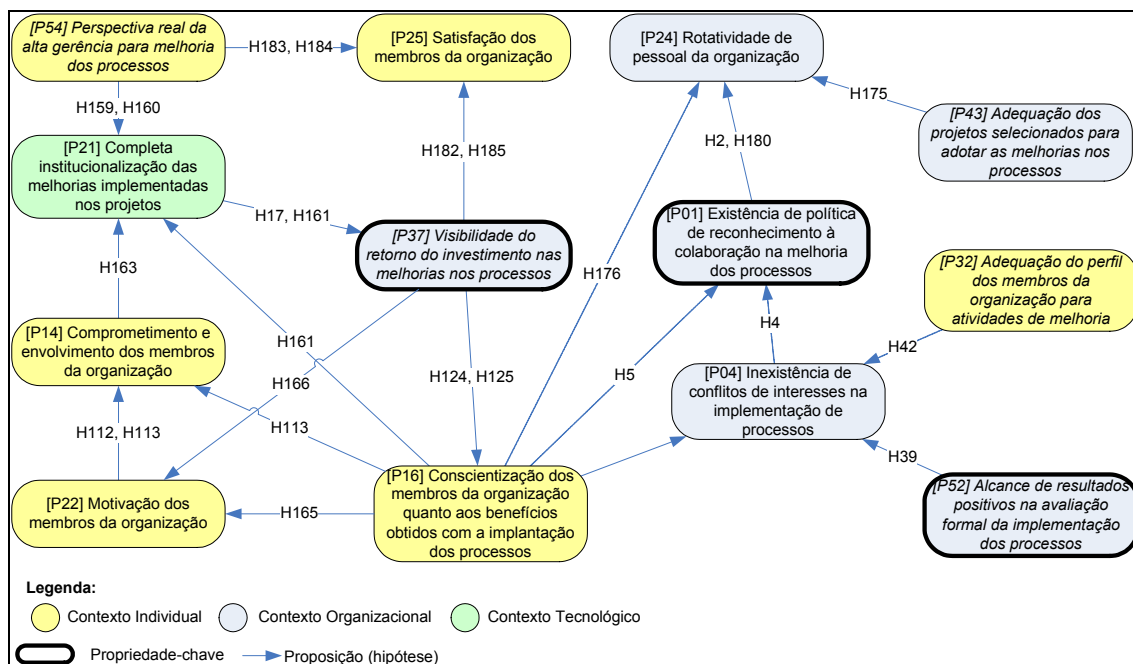 [P54] Perspectiva real da
alta gerência para melhoria
dos processos
H183, H184
[P25] Satisfação dos
membros da organização
[P24] Rotatividade de
pessoal da organização
H175
[P43] Adequação dos
projetos selecionados para
adotar as melhorias nos
processos
H159, H160
[P21] Completa
institucionalização das
melhorias implementadas
nos projetos
H182, H185
H2, H180
H17, H161
[P37] Visibilidade do
retorno do investimento nas
melhorias nos processos
[P01] Existência de política
de reconhecimento à
colaboração na melhoria
dos processos
H163
H176
[P32] Adequação do perfil
dos membros da
organização para
atividades de melhoria
[P14] Comprometimento e
envolvimento dos membros
da organização
H161
H4
H42
H166
H124, H125
H5
[P04] Inexistência de
conflitos de interesses na
implementação de
processos
H112, H113
H113
H39
[P22] Motivação dos
membros da organização
H165
[P16] Conscientização dos
membros da organização
quanto aos benefícios
obtidos com a implantação
dos processos
[P52] Alcance de resultados
positivos na avaliação
formal da implementação
dos processos
Legenda:
Contexto Individual
Contexto Organizacional
Contexto Tecnológico
Propriedade-chave
Proposição (hipótese)